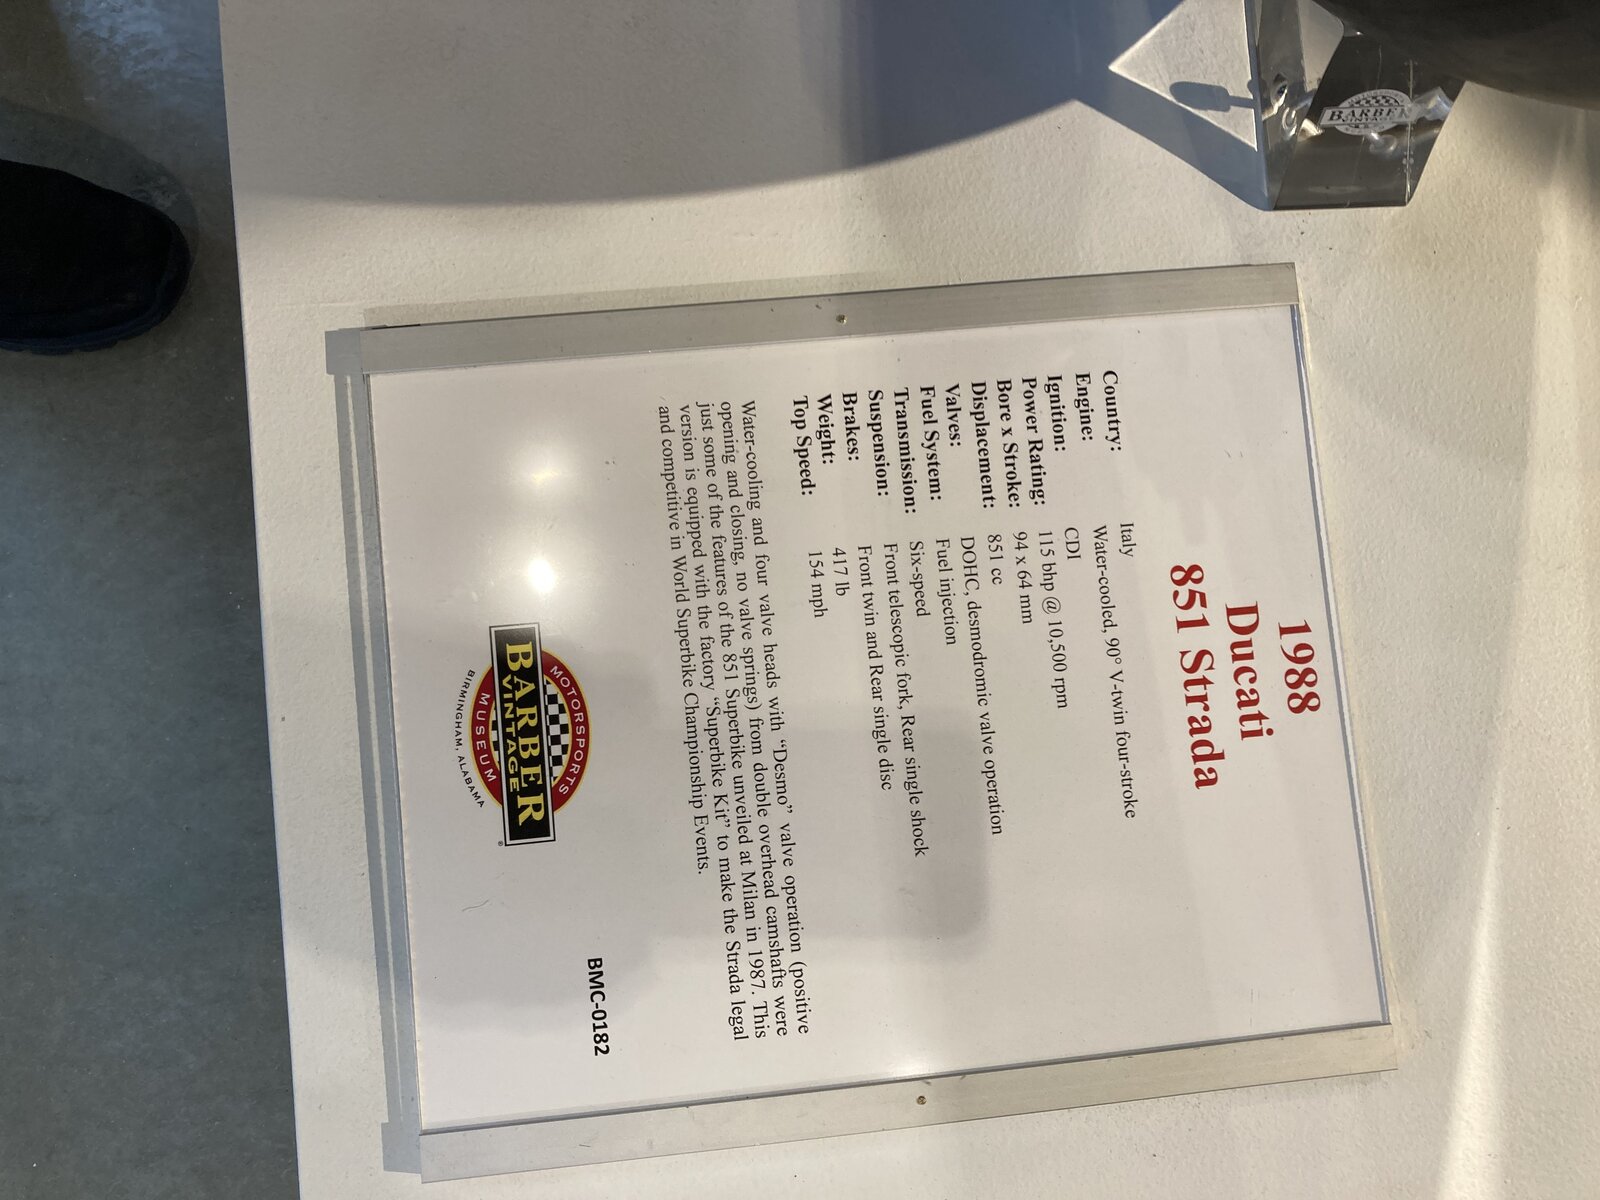 1988
Ducati
851 Strada
Country: Italy
Engine: Water-cooled, 90° V-twin four-stroke
Ignition: CDI
Power Rating: 115 bhp @ 10,500 rpm
Bore x Stroke: 94 x 64 mm
Displacement: 851 cc
Valves: DOHC, desmodromic valve operation
Fuel System: Fuel injection
Transmission: Six-speed
Suspension: Front telescopic fork, Rear single shock
Brakes: Front twin and Rear single disc
Weight: 417 lb
Top Speed: 154 mph
Water-cooling and four valve heads with “Desmo” valve operation (positive
opening and closing, no valve springs) from double overhead camshafts were
just some of the features of the 851 Superbike unveiled at Milan in 1987. This
version is equipped with the factory “Superbike Kit” to make the Strada legal
and competitive in World Superbike Championship Events.
MOTORSPORTS
BARBER
VINTAGE
MUSEUM
BIRMINGHAM, ALABAMA
®
BMC-0182
BARBER
VINTAGE